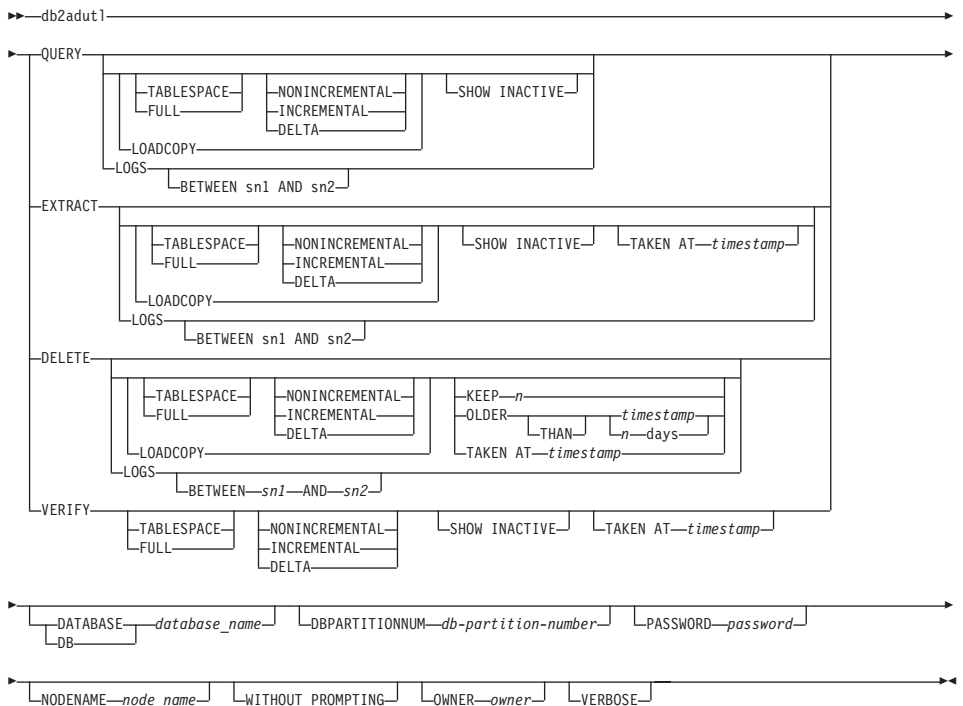 db2adutl
QUERY
TABLESPACE NONINCREMENTAL SHOW INACTIVE
FULL INCREMENTAL
DELTA
LOADCOPY
LOGS
BETWEEN sn1 AND sn2
EXTRACT
TABLESPACE NONINCREMENTAL SHOW INACTIVE TAKEN AT timestamp
FULL INCREMENTAL
DELTA
LOADCOPY
LOGS
BETWEEN sn1 AND sn2
DELETE
TABLESPACE NONINCREMENTAL KEEP n
FULL INCREMENTAL OLDER timestamp
DELTA THAN n days
LOADCOPY TAKEN AT timestamp
LOGS
BETWEEN sn1 AND sn2
VERIFY
TABLESPACE NONINCREMENTAL SHOW INACTIVE TAKEN AT timestamp
FULL INCREMENTAL
DELTA
DATABASE database_name DBPARTITIONNUM db-partition-number PASSWORD password
DB
NODENAME node name WITHOUT PROMPTING OWNER owner VERBOSE